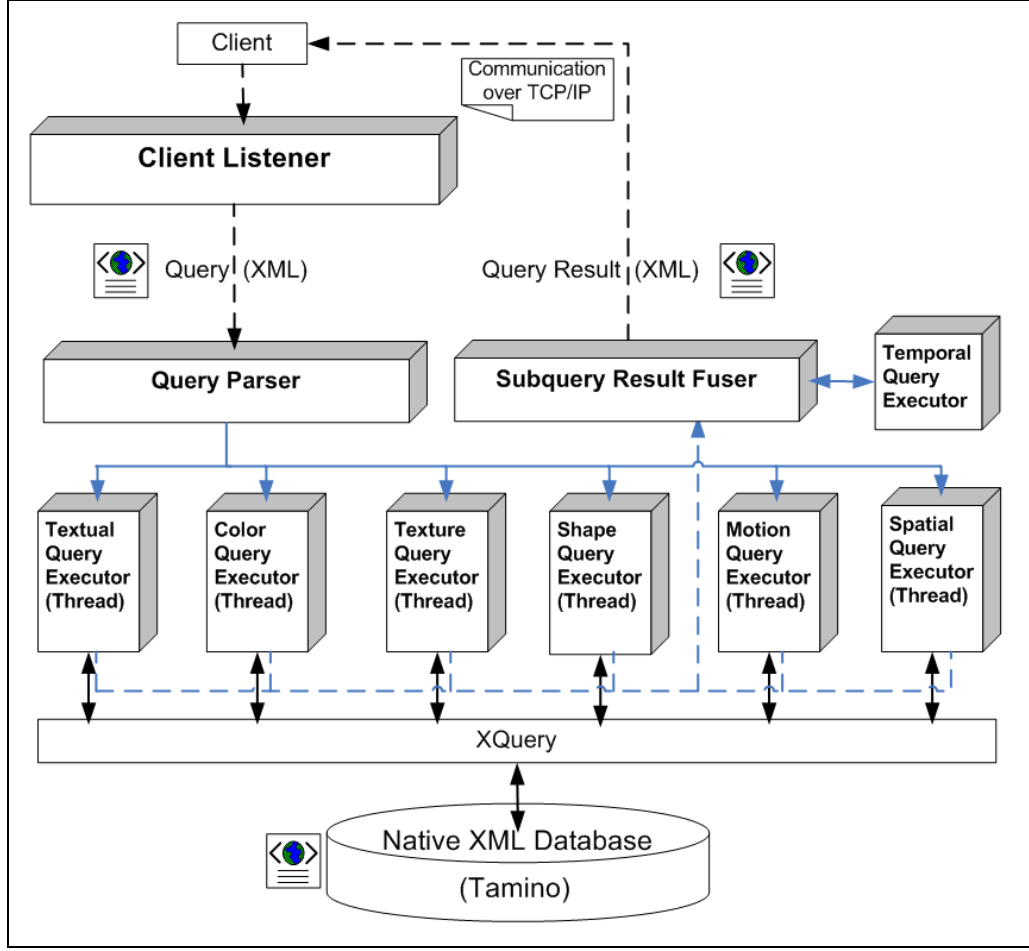 Client
Communication
over TCP/IP
Client Listener
Query (XML)
Query Result (XML)
Query Parser
Subquery Result Fuser
Temporal
Query
Executor
Textual
Query
Executor
(Thread)
Color
Query
Executor
(Thread)
Texture
Query
Executor
(Thread)
Shape
Query
Executor
(Thread)
Motion
Query
Executor
(Thread)
Spatial
Query
Executor
(Thread)
XQuery
Native XML Database
(Tamino)